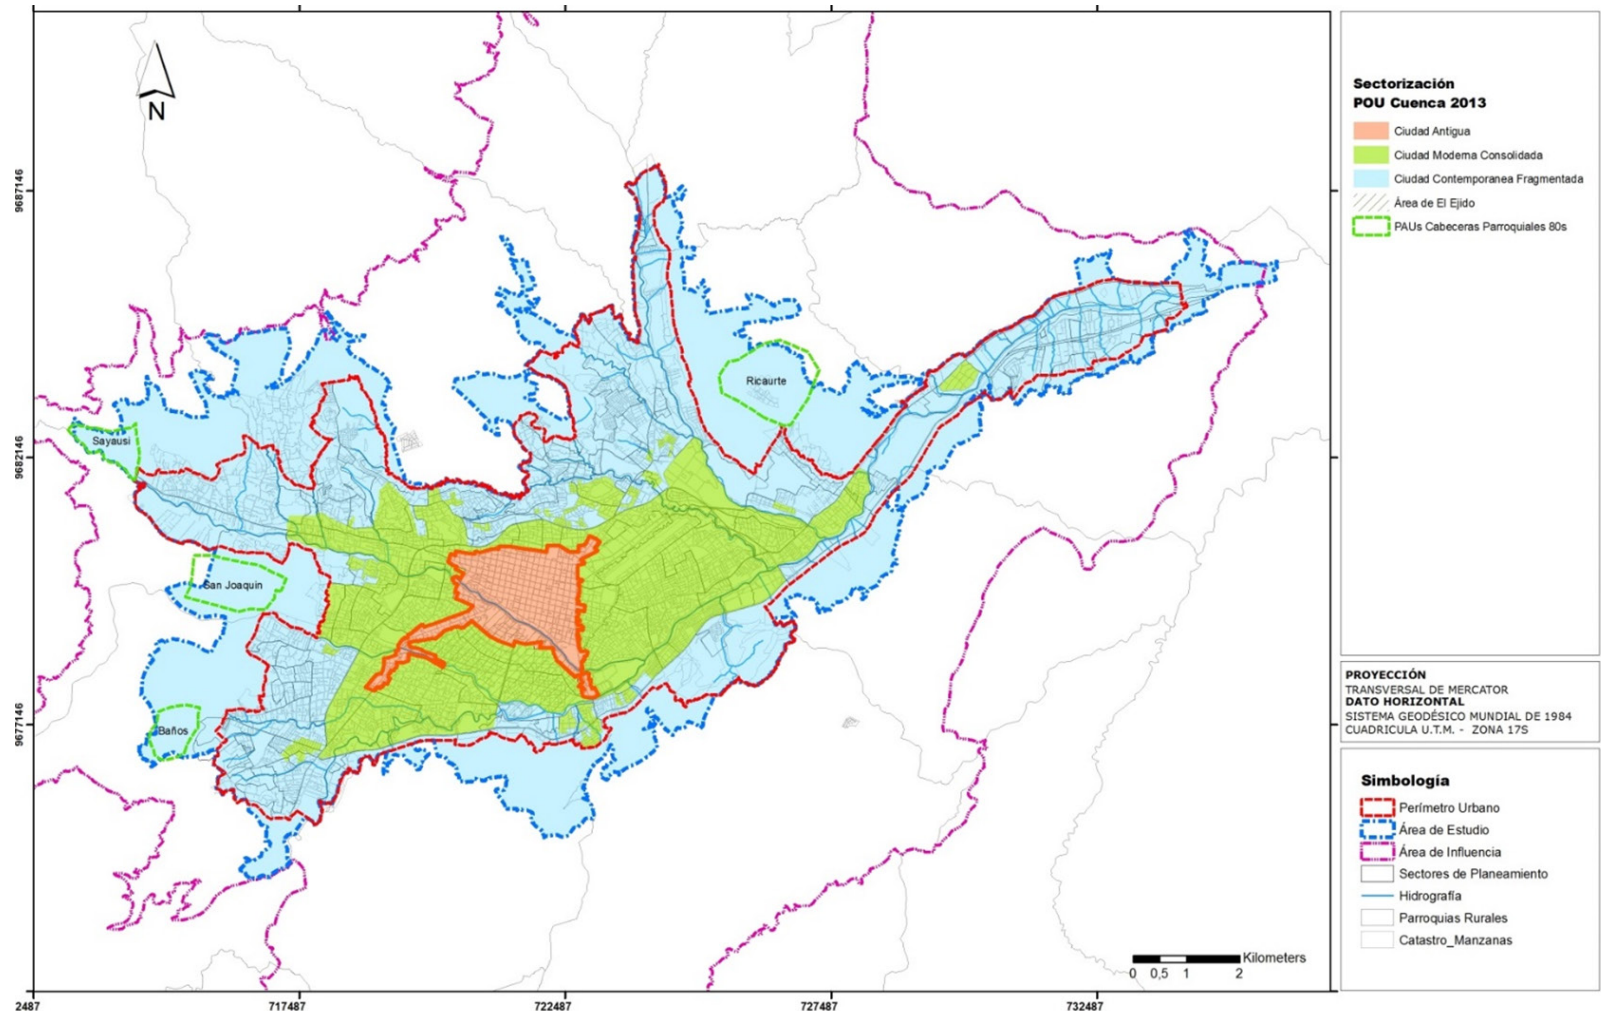 N
9687146
9682146
9677146
2487
717487
722487
727487
732487
Sayausi
San Joaquin
Baños
Ricaurte
0 0,5 1 2 Kilometers
Sectorización
POU Cuenca 2013
Ciudad Antigua
Ciudad Moderna Consolidada
Ciudad Contemporanea Fragmentada
Área de El Ejido
PAUs Cabeceras Parroquiales 80s
PROYECCIÓN
TRANSVERSAL DE MERCATOR
DATO HORIZONTAL
SISTEMA GEODÉSICO MUNDIAL DE 1984
CUADRICULA U.T.M. - ZONA 17S
Simbología
Perímetro Urbano
Área de Estudio
Área de Influencia
Sectores de Planeamiento
Hidrografía
Parroquias Rurales
Catastro_Manzanas